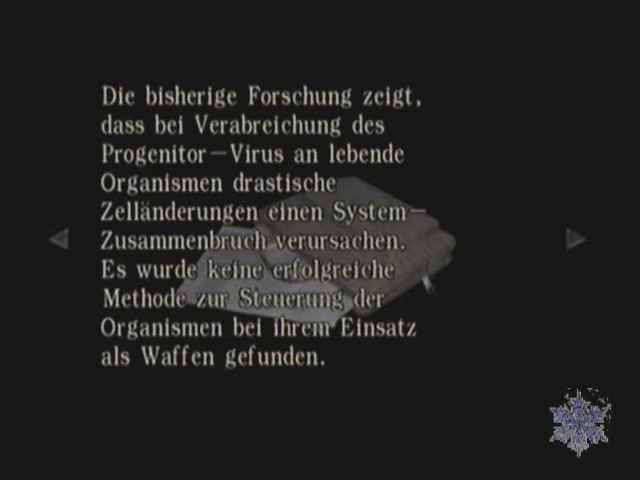 Die bisherige Forschung zeigt,
dass bei Verabreichung des
Progenitor-Virus an lebende
Organismen drastische
Zelländerungen einen System-
Zusammenbruch verursachen.
Es wurde keine erfolgreiche
Methode zur Steuerung der
Organismen bei ihrem Einsatz
als Waffen gefunden.